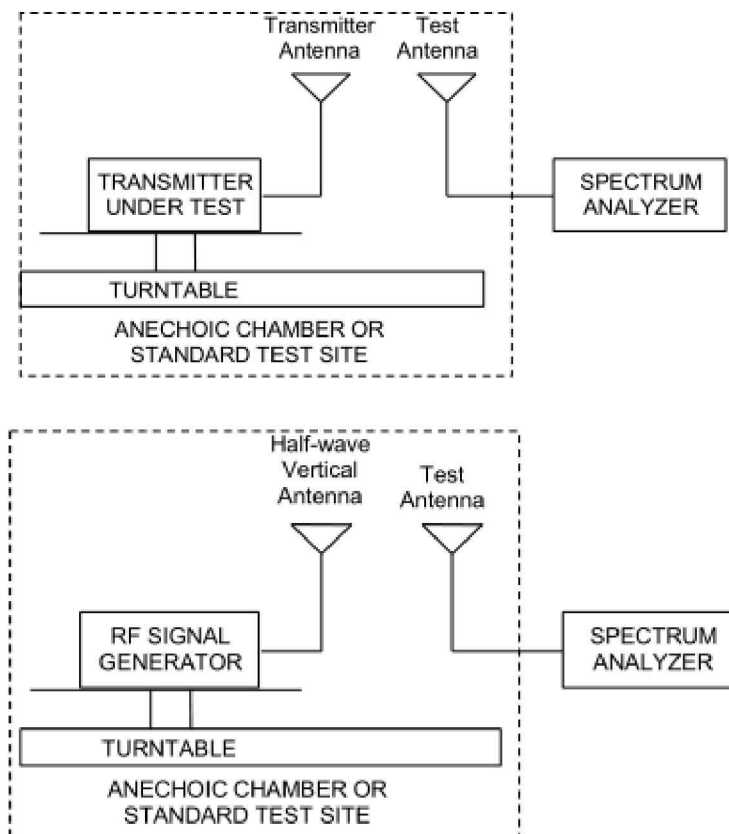 Transmitter
Antenna
Test
Antenna
TRANSMITTER
UNDER TEST
SPECTRUM
ANALYZER
TURNTABLE
ANECHOIC CHAMBER OR
STANDARD TEST SITE
Half-wave
Vertical
Antenna
Test
Antenna
RF SIGNAL
GENERATOR
SPECTRUM
ANALYZER
TURNTABLE
ANECHOIC CHAMBER OR
STANDARD TEST SITE